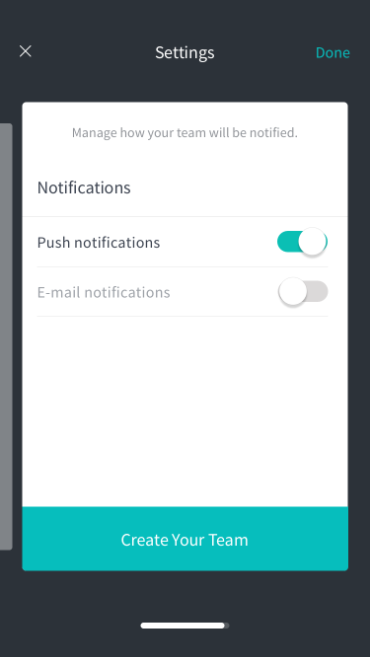 Settings
Done
Manage how your team will be notified.
Notifications
Push notifications
E-mail notifications
Create Your Team